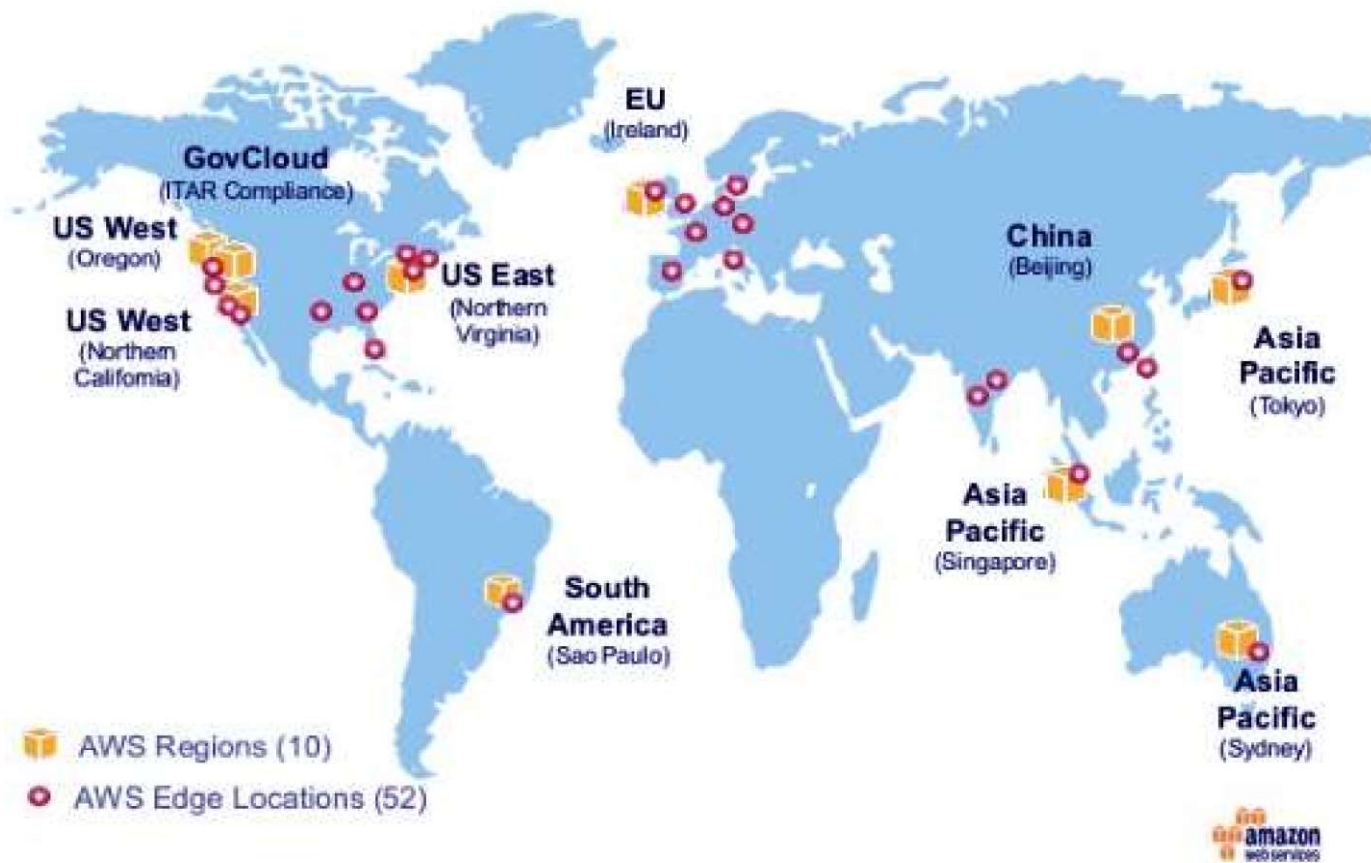 EU
(Ireland)
GovCloud
(ITAR Compliance)
US West
(Oregon)
US East
(Northern
Virginia)
US West
(Northern
California)
China
(Beijing)
Asia
Pacific
(Tokyo)
Asia
Pacific
(Singapore)
South
America
(Sao Paulo)
Asia
Pacific
(Sydney)
AWS Regions (10)
AWS Edge Locations (52)
amazon
web services